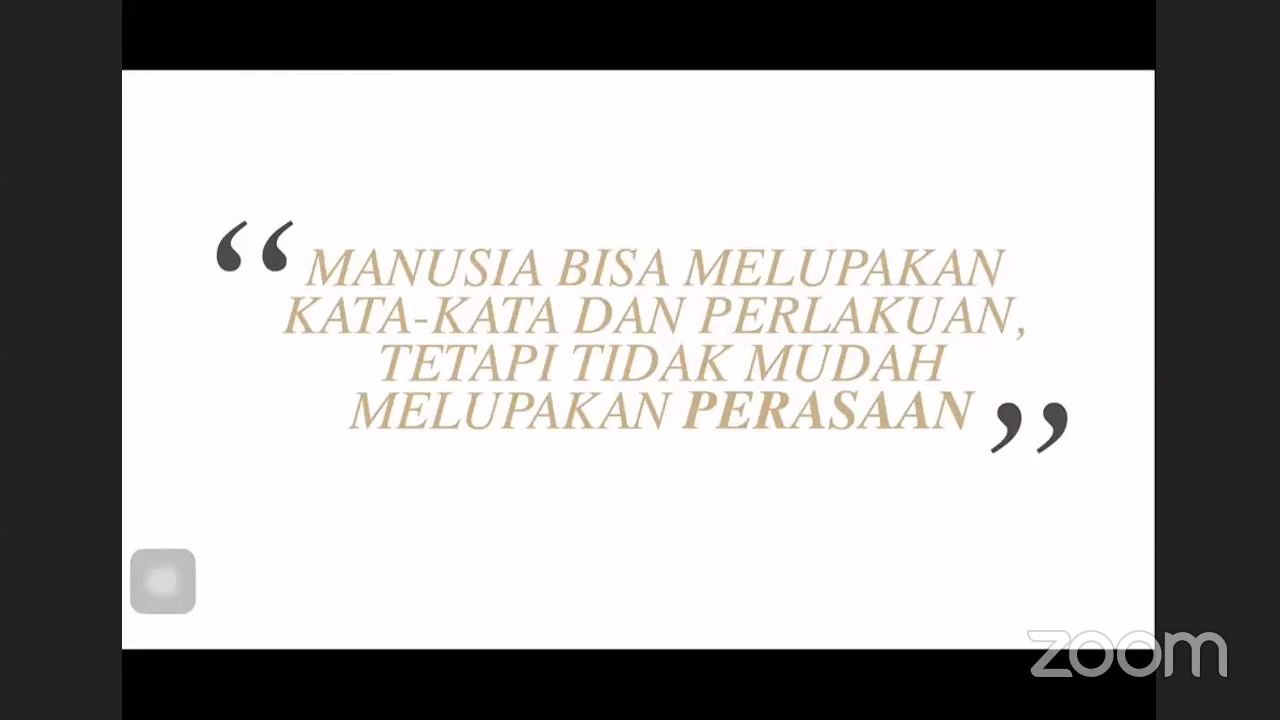 “ MANUSIA BISA MELUPAKAN
KATA-KATA DAN PERLAKUAN,
TETAPI TIDAK MUDAH
MELUPAKAN PERASAAN ”
zoom